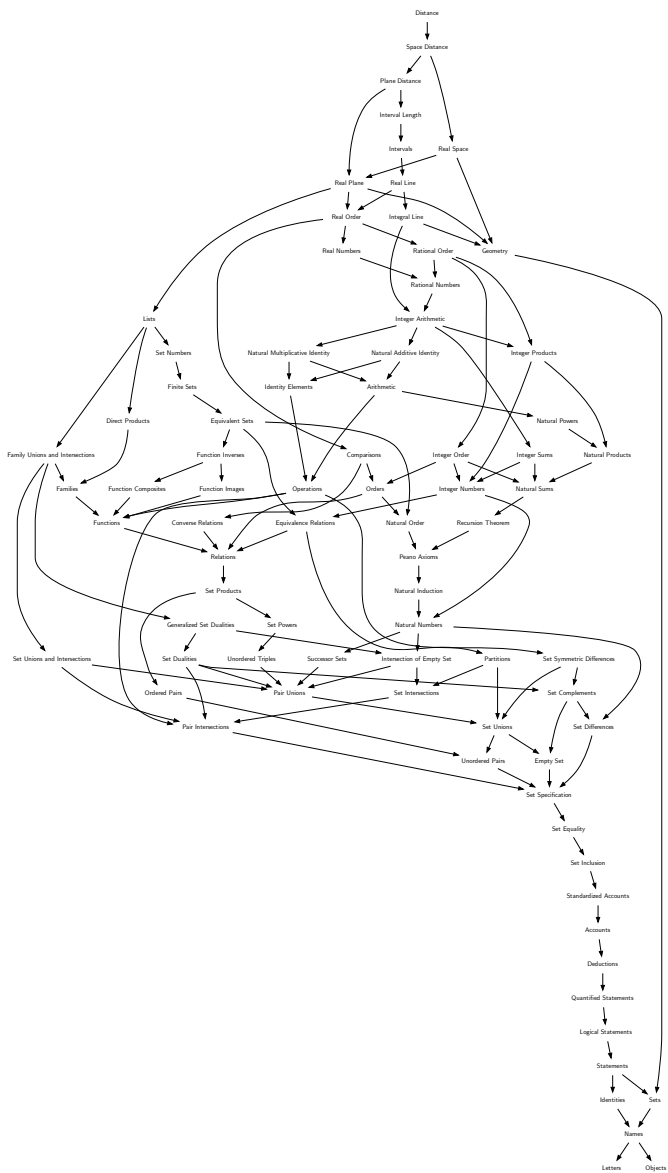 Distance
Space Distance
Plane Distance
Interval Length
Intervals Real Space
Real Plane Real Line
Real Order Integral Line
Real Numbers Rational Order Geometry
Rational Numbers
Lists Integer Arithmetic
Set Numbers Natural Multiplicative Identity Natural Additive Identity Integer Products
Finite Sets Identity Elements Arithmetic
Direct Products Equivalent Sets Natural Powers
Family Unions and Intersections Function Inverses Comparisons Integer Order Integer Sums Natural Products
Families Function Composites Function Images Operations Orders Integer Numbers Natural Sums
Functions Converse Relations Equivalence Relations Natural Order Recursion Theorem
Relations Peano Axioms
Set Products Natural Induction
Generalized Set Dualities Set Powers Natural Numbers
Set Unions and Intersections Set Dualities Unordered Triples Successor Sets Intersection of Empty Set Partitions Set Symmetric Differences
Ordered Pairs Pair Unions Set Intersections Set Complements
Pair Intersections Set Unions Set Differences
Unordered Pairs Empty Set
Set Specification
Set Equality
Set Inclusion
Standardized Accounts
Accounts
Deductions
Quantified Statements
Logical Statements
Statements
Identities Sets
Names
Letters Objects